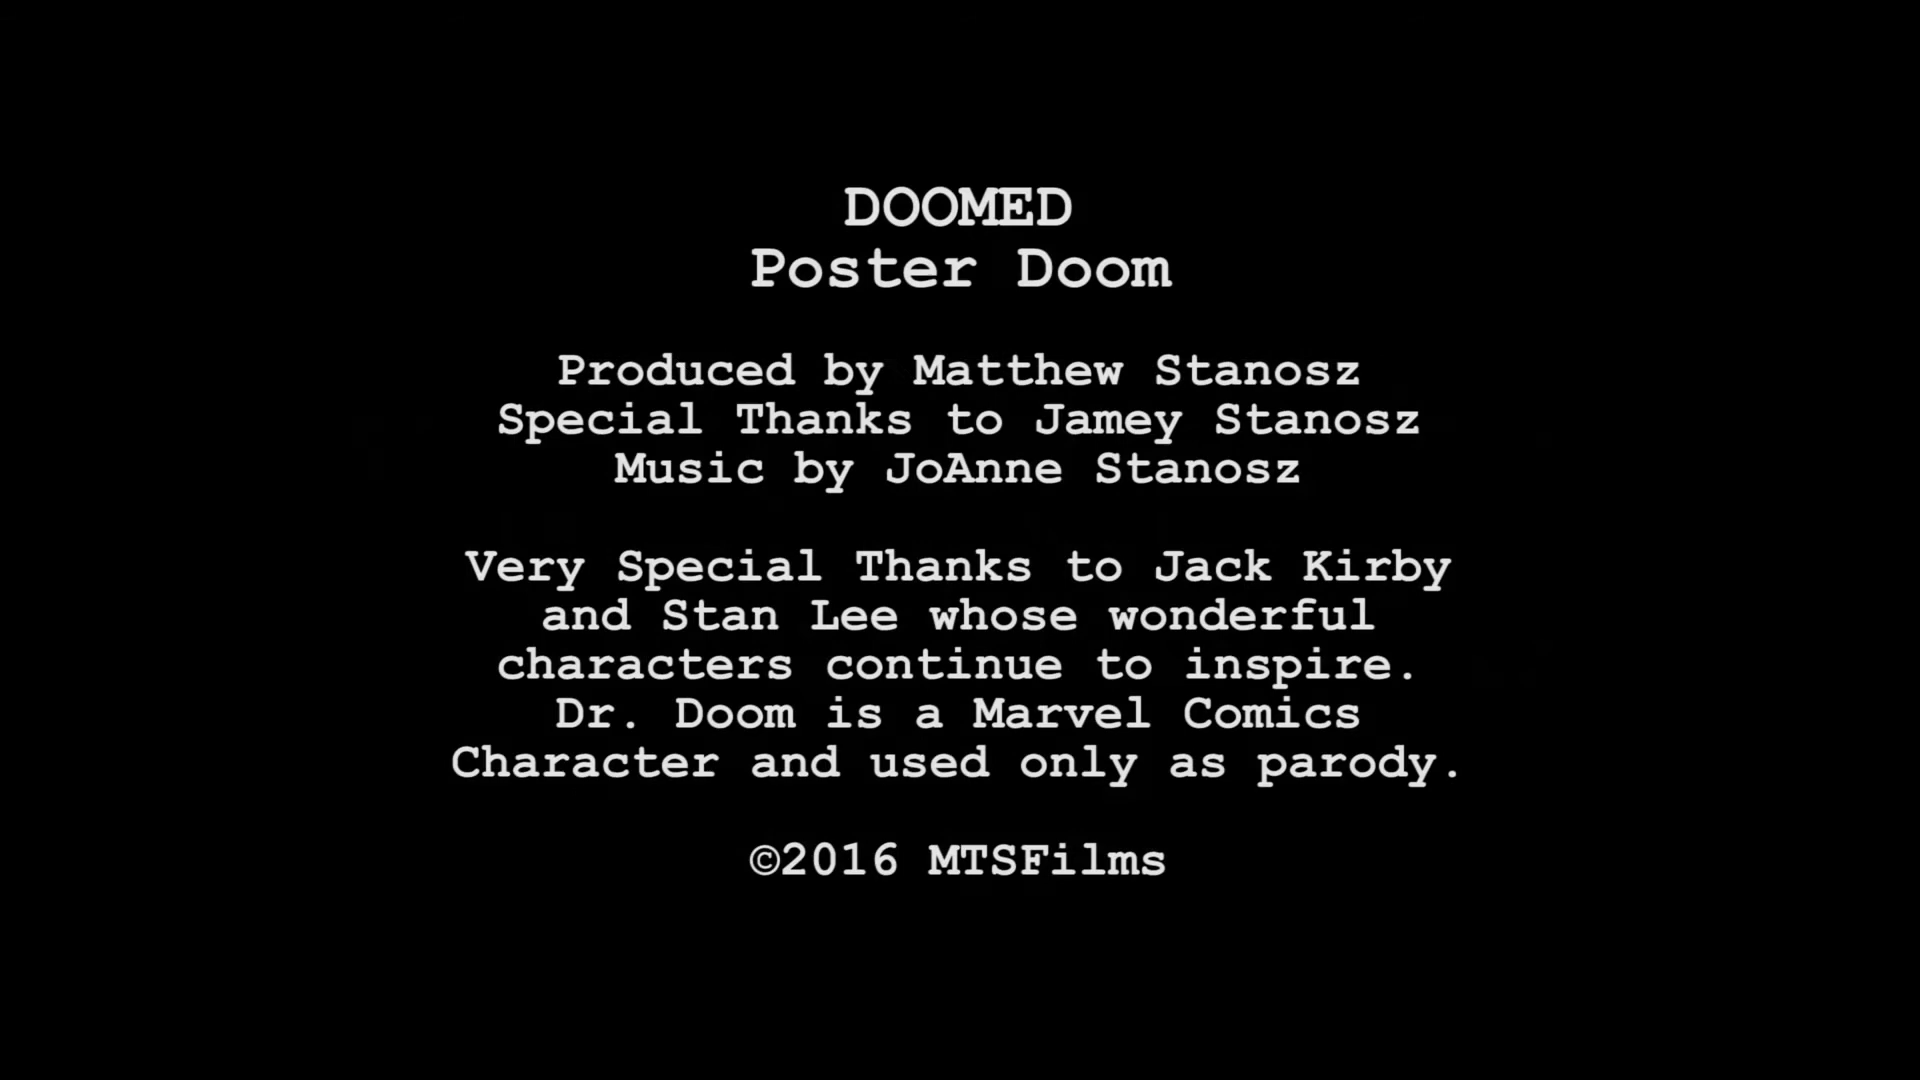 DOOMED
Poster Doom
Produced by Matthew Stanosz
Special Thanks to Jamey Stanosz
Music by JoAnne Stanosz
Very Special Thanks to Jack Kirby
and Stan Lee whose wonderful
characters continue to inspire.
Dr. Doom is a Marvel Comics
Character and used only as parody.
©2016 MTSFilms